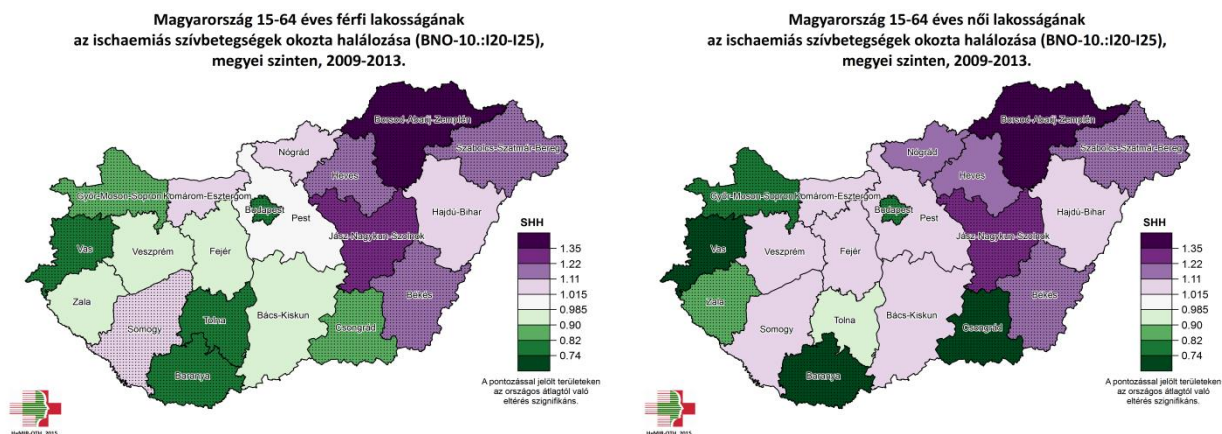 Magyarország 15-64 éves férfi lakosságának
az ischaemiás szívbetegségek okozta halálozása (BNO-10.:I20-I25),
megyei szinten, 2009-2013.
Borsod-Abaúj-Zemplén
Szabolcs-Szatmár-Bereg
Nógrád
Heves
Győr-Moson-Sopron
Komárom-Esztergom
Budapest
Pest
Hajdú-Bihar
Jász-Nagykun-Szolnok
Vas
Veszprém
Fejér
Békés
Zala
Bács-Kiskun
Tolna
Csongrád
Somogy
Baranya
SHH
1.35
1.22
1.11
1.015
0.985
0.90
0.82
0.74
A pontozással jelölt területeken
az országos átlagtól való
eltérés szignifikáns.
HeMIR-OTH, 2015
Magyarország 15-64 éves női lakosságának
az ischaemiás szívbetegségek okozta halálozása (BNO-10.:I20-I25),
megyei szinten, 2009-2013.
Borsod-Abaúj-Zemplén
Szabolcs-Szatmár-Bereg
Nógrád
Heves
Győr-Moson-Sopron
Komárom-Esztergom
Budapest
Pest
Hajdú-Bihar
Jász-Nagykun-Szolnok
Vas
Veszprém
Fejér
Békés
Zala
Bács-Kiskun
Tolna
Csongrád
Somogy
Baranya
SHH
1.35
1.22
1.11
1.015
0.985
0.90
0.82
0.74
A pontozással jelölt területeken
az országos átlagtól való
eltérés szignifikáns.
HeMIR-OTH, 2015